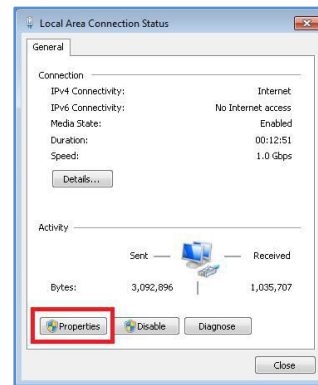 Local Area Connection Status
General
Connection
IPv4 Connectivity: Internet
IPv6 Connectivity: No Internet access
Media State: Enabled
Duration: 00:12:51
Speed: 1.0 Gbps
Details...
Activity
Sent — — Received
Bytes: 3,092,896 1,035,707
Properties Disable Diagnose
Close